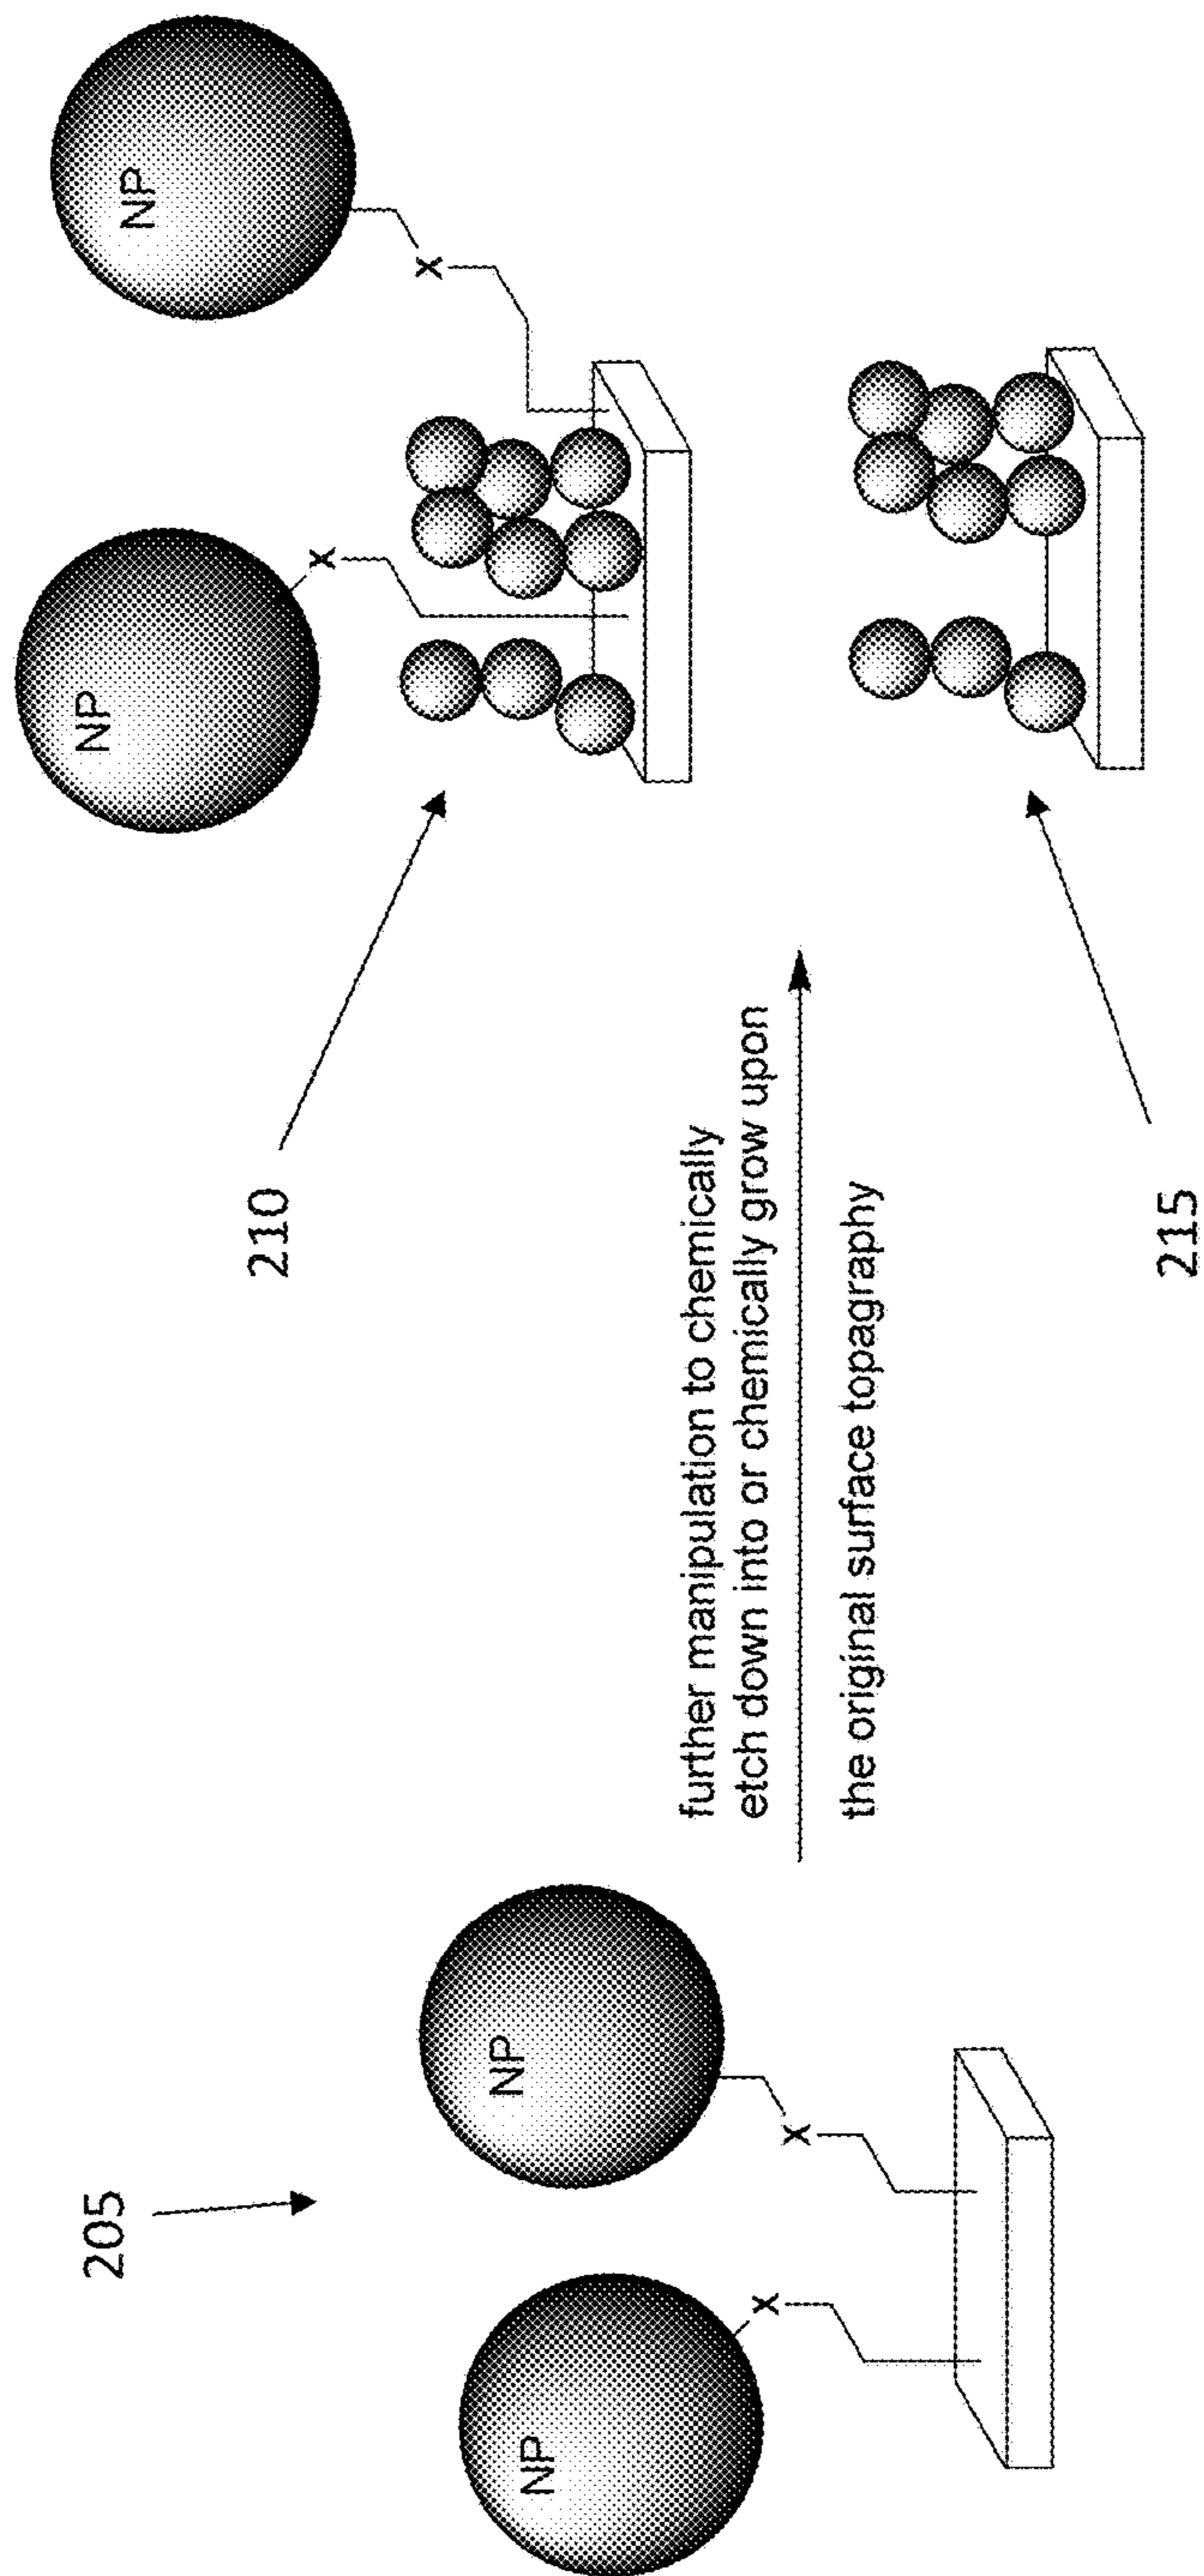 205
NP
NP
further manipulation to chemically
etch down into or chemically grow upon
the original surface topagraphy
210
NP
NP
X
X
X
X
215